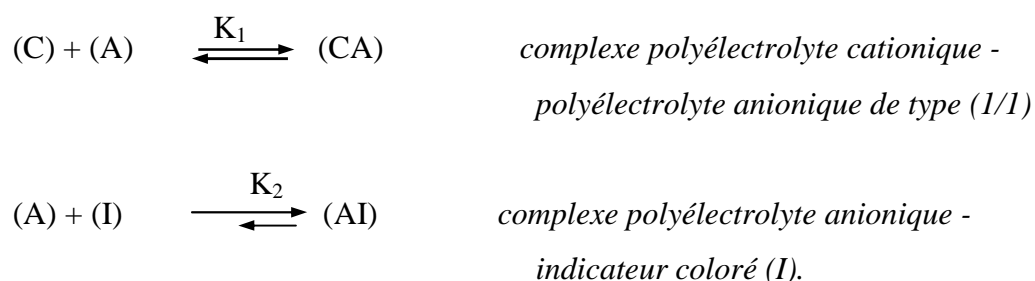 K₁
(C) + (A) (CA) complexe polyélectrolyte cationique -
polyélectrolyte anionique de type (1/1)
K₂
(A) + (I) (AI) complexe polyélectrolyte anionique -
indicateur coloré (I).